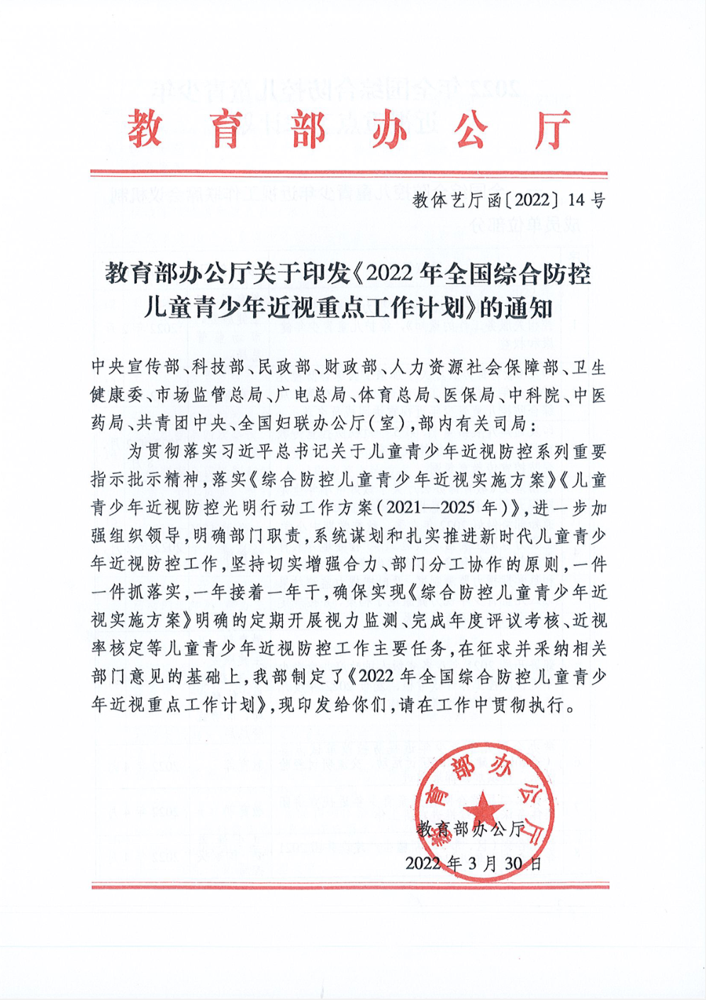 教育部办公厅
教体艺厅函〔2022〕14号
教育部办公厅关于印发《2022年全国综合防控
儿童青少年近视重点工作计划》的通知
中央宣传部、科技部、民政部、财政部、人力资源社会保障部、卫生
健康委、市场监管总局、广电总局、体育总局、医保局、中科院、中医
药局、共青团中央、全国妇联办公厅(室),部内有关司局:
为贯彻落实习近平总书记关于儿童青少年近视防控系列重要
指示批示精神,落实《综合防控儿童青少年近视实施方案》《儿童
青少年近视防控光明行动工作方案(2021—2025年)》,进一步加
强组织领导,明确部门职责,系统谋划和扎实推进新时代儿童青少
年近视防控工作,坚持切实增强合力、部门分工协作的原则,一件
一件抓落实,一年接着一年干,确保实现《综合防控儿童青少年近
视实施方案》明确的定期开展视力监测、完成年度评议考核、近视
率核定等儿童青少年近视防控工作主要任务,在征求并采纳相关
部门意见的基础上,我部制定了《2022年全国综合防控儿童青少
年近视重点工作计划》,现印发给你们,请在工作中贯彻执行。
教育部办公厅
教育部办公厅
2022年3月30日